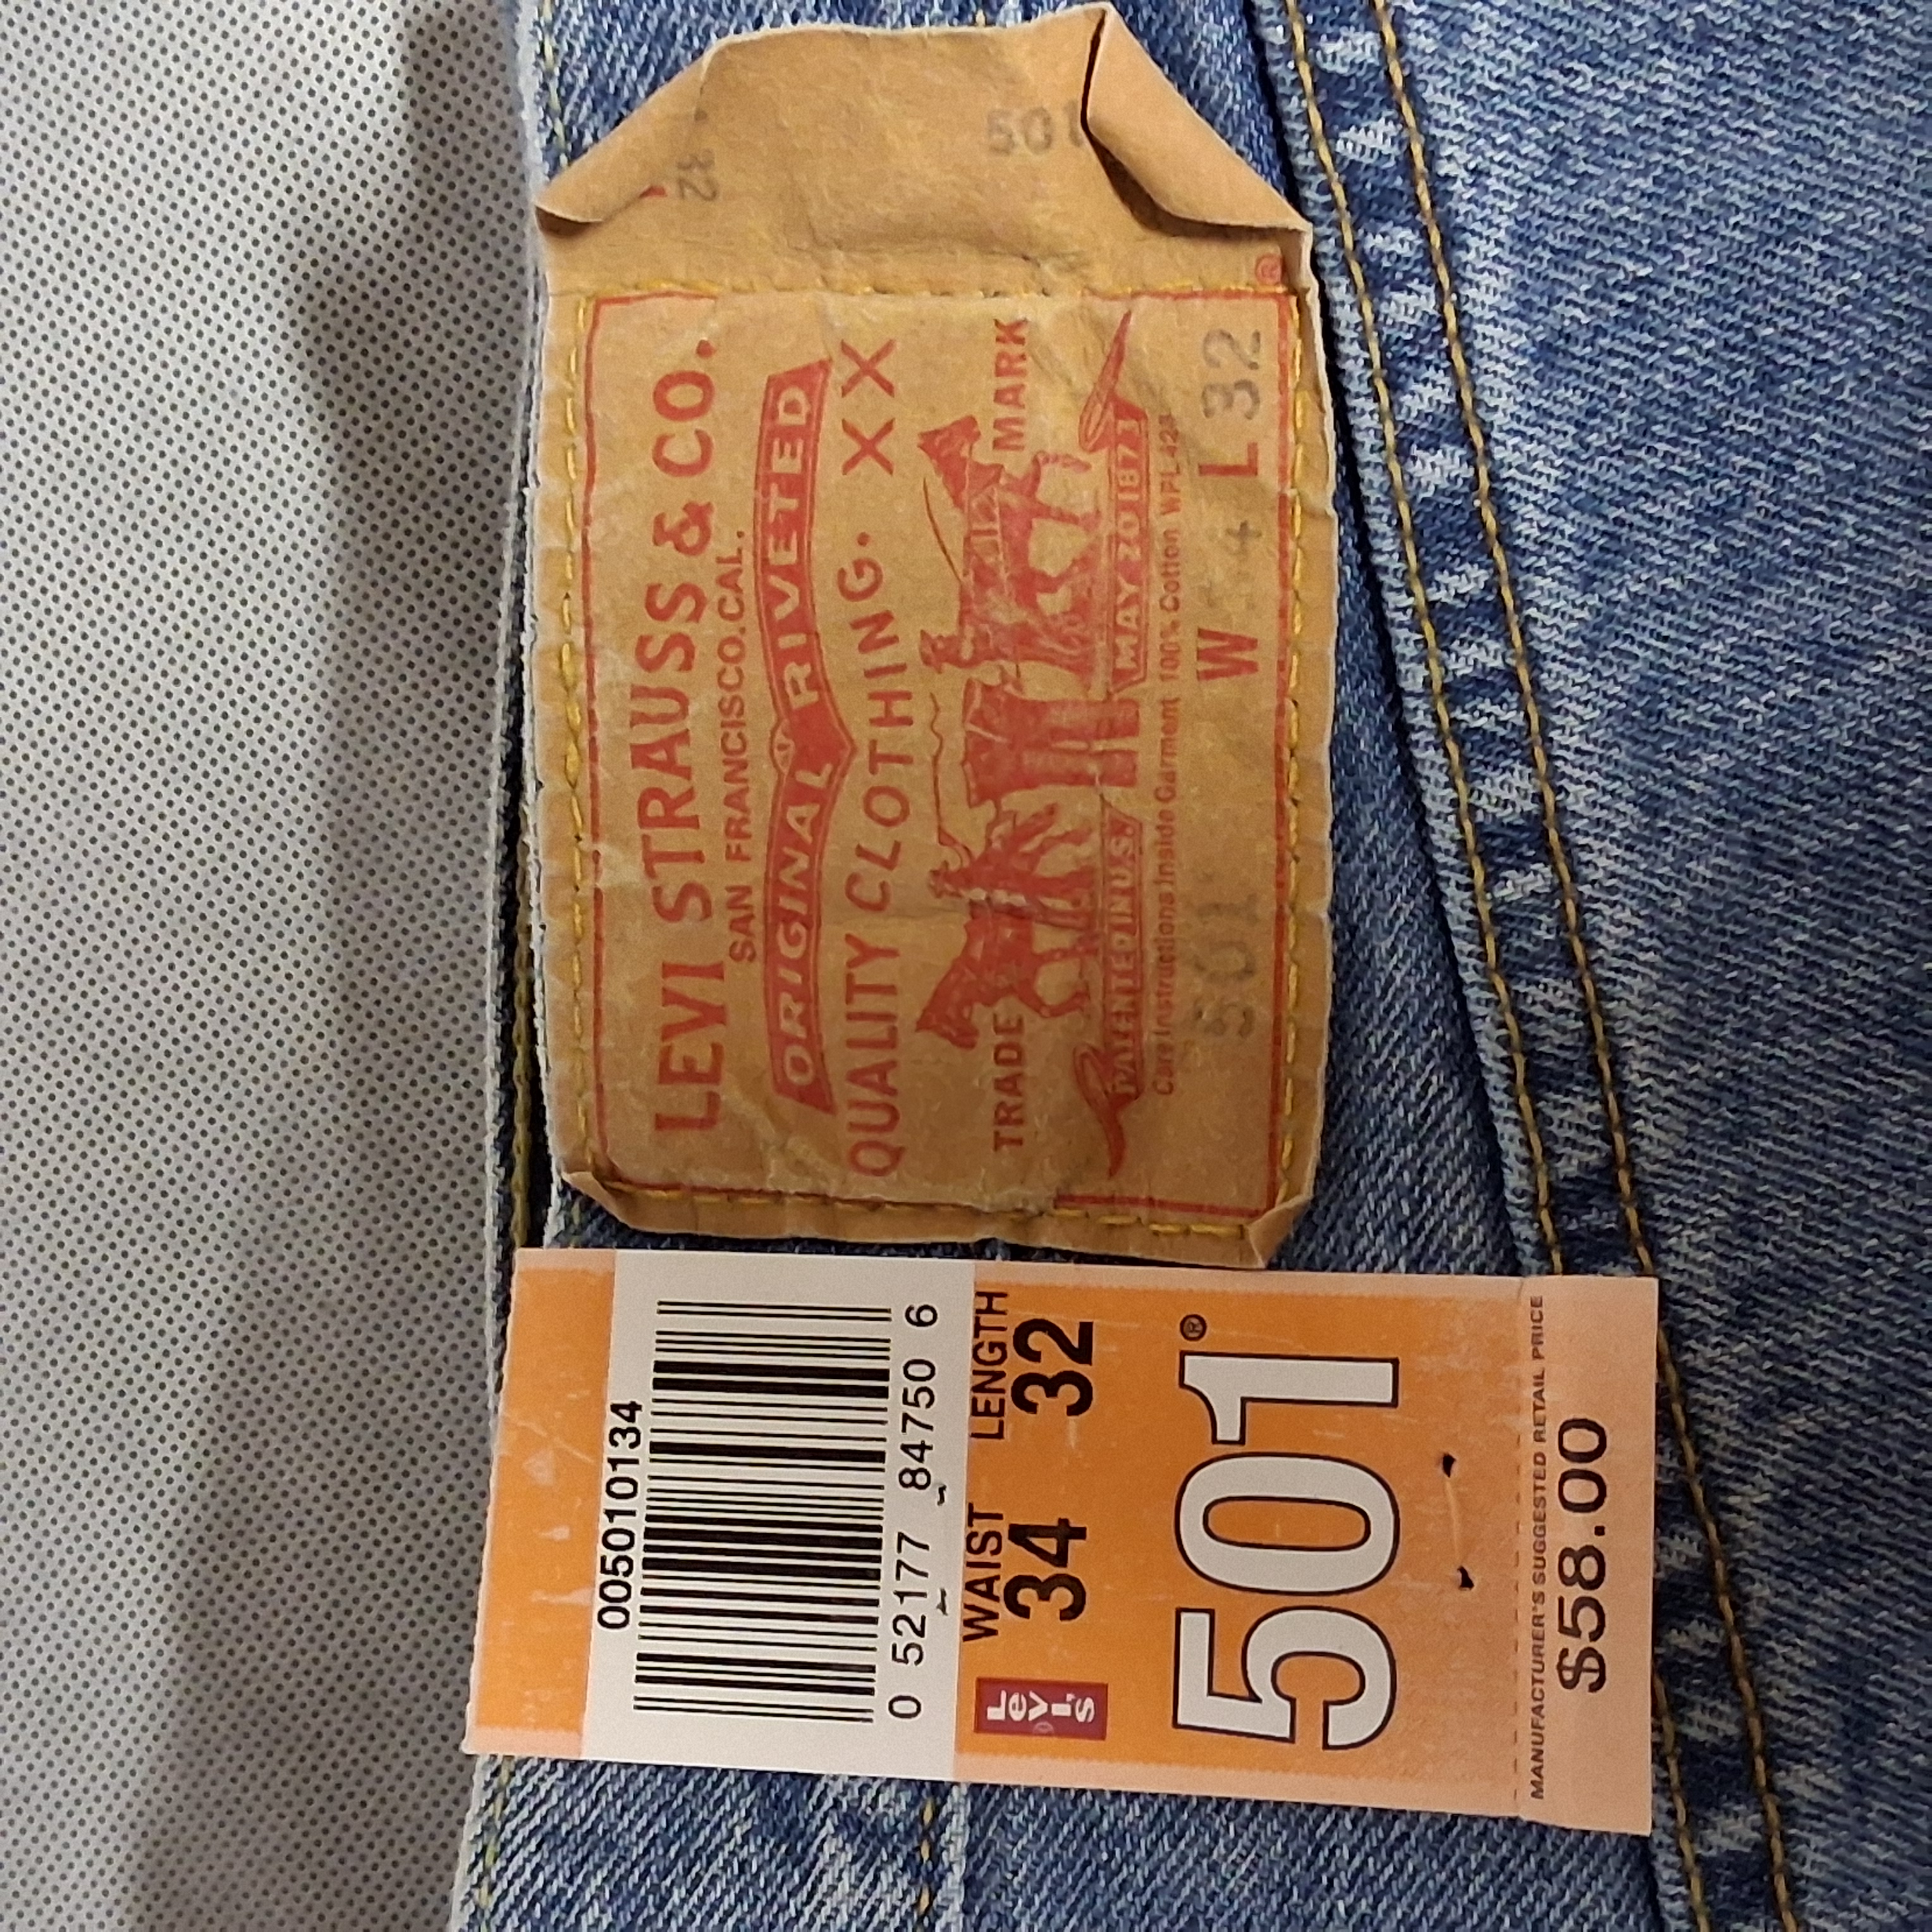 501
32
®
LEVI STRAUSS & CO.
SAN FRANCISCO.CAL.
ORIGINAL RIVETED
QUALITY CLOTHING. XX
TRADE MARK
PATENTED IN U.S. MAY 20 1873
Care Instructions Inside Garment 100% Cotton WPL423
501 W 34 L 32
005010134
0 52177 84750 6
WAIST LENGTH
34 32
Levi's
501®
MANUFACTURER'S SUGGESTED RETAIL PRICE
$58.00